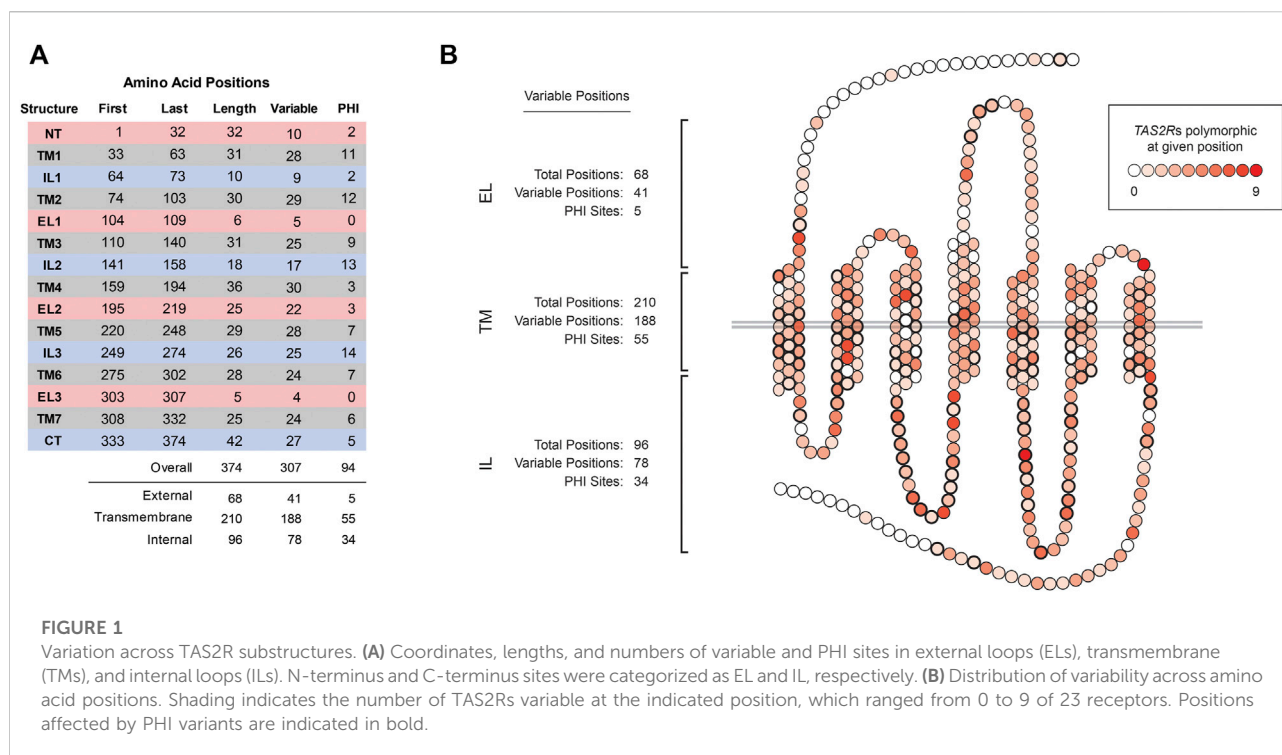 A
Amino Acid Positions
Structure First Last Length Variable PHI
NT 1 32 32 10 2
TM1 33 63 31 28 11
IL1 64 73 10 9 2
TM2 74 103 30 29 12
EL1 104 109 6 5 0
TM3 110 140 31 25 9
IL2 141 158 18 17 13
TM4 159 194 36 30 3
EL2 195 219 25 22 3
TM5 220 248 29 28 7
IL3 249 274 26 25 14
TM6 275 302 28 24 7
EL3 303 307 5 4 0
TM7 308 332 25 24 6
CT 333 374 42 27 5
Overall 374 307 94
External 68 41 5
Transmembrane 210 188 55
Internal 96 78 34
B
Variable Positions
EL
Total Positions: 68
Variable Positions: 41
PHI Sites: 5
TM
Total Positions: 210
Variable Positions: 188
PHI Sites: 55
IL
Total Positions: 96
Variable Positions: 78
PHI Sites: 34
TAS2Rs polymorphic
at given position
0 9
FIGURE 1
Variation across TAS2R substructures. (A) Coordinates, lengths, and numbers of variable and PHI sites in external loops (ELs), transmembrane
(TMs), and internal loops (ILs). N-terminus and C-terminus sites were categorized as EL and IL, respectively. (B) Distribution of variability across amino
acid positions. Shading indicates the number of TAS2Rs variable at the indicated position, which ranged from 0 to 9 of 23 receptors. Positions
affected by PHI variants are indicated in bold.